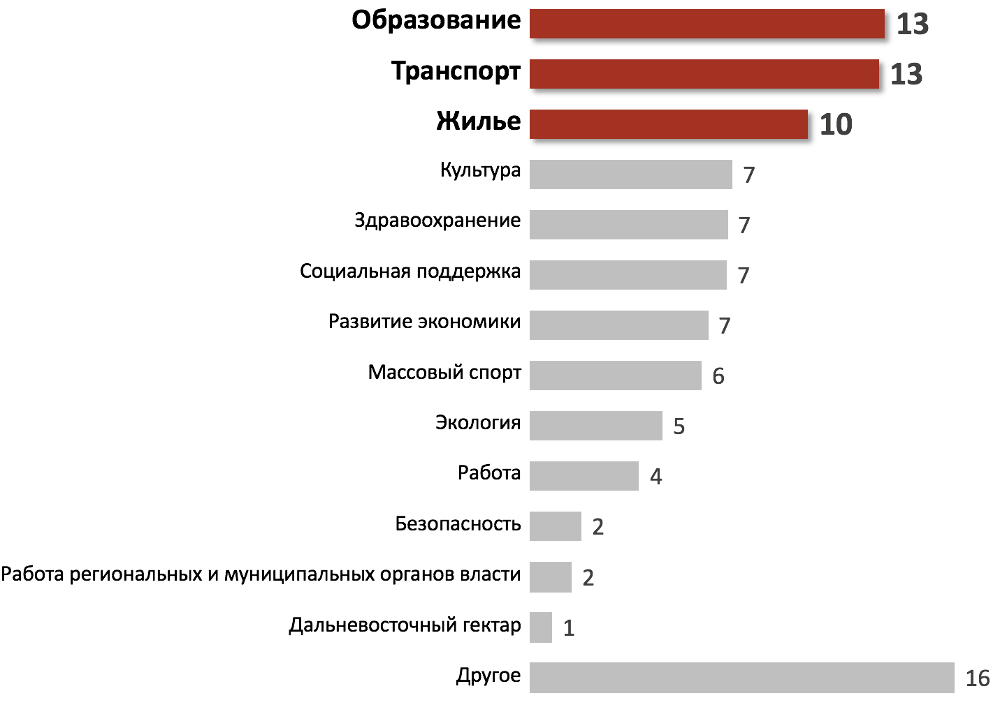 Образование 13
Транспорт 13
Жилье 10
Культура 7
Здравоохранение 7
Социальная поддержка 7
Развитие экономики 7
Массовый спорт 6
Экология 5
Работа 4
Безопасность 2
Работа региональных и муниципальных органов власти 2
Дальневосточный гектар 1
Другое 16